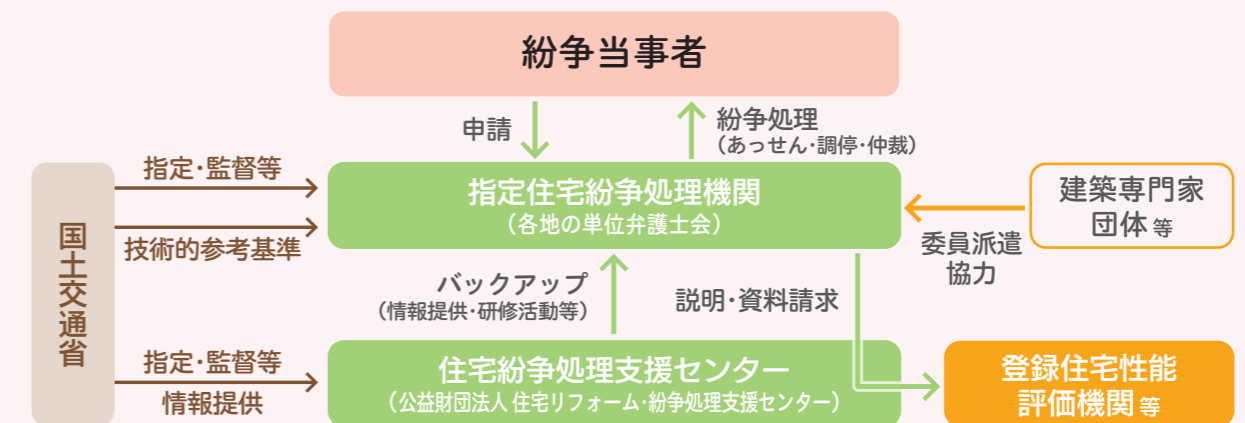 紛争当事者
申請
紛争処理
(あっせん・調停・仲裁)
指定・監督等
指定住宅紛争処理機関
(各地の単位弁護士会)
建築専門家
団体 等
国土交通省
技術的参考基準
委員派遣
協力
バックアップ
(情報提供・研修活動等)
説明・資料請求
指定・監督等
情報提供
住宅紛争処理支援センター
(公益財団法人 住宅リフォーム・紛争処理支援センター)
登録住宅性能
評価機関 等